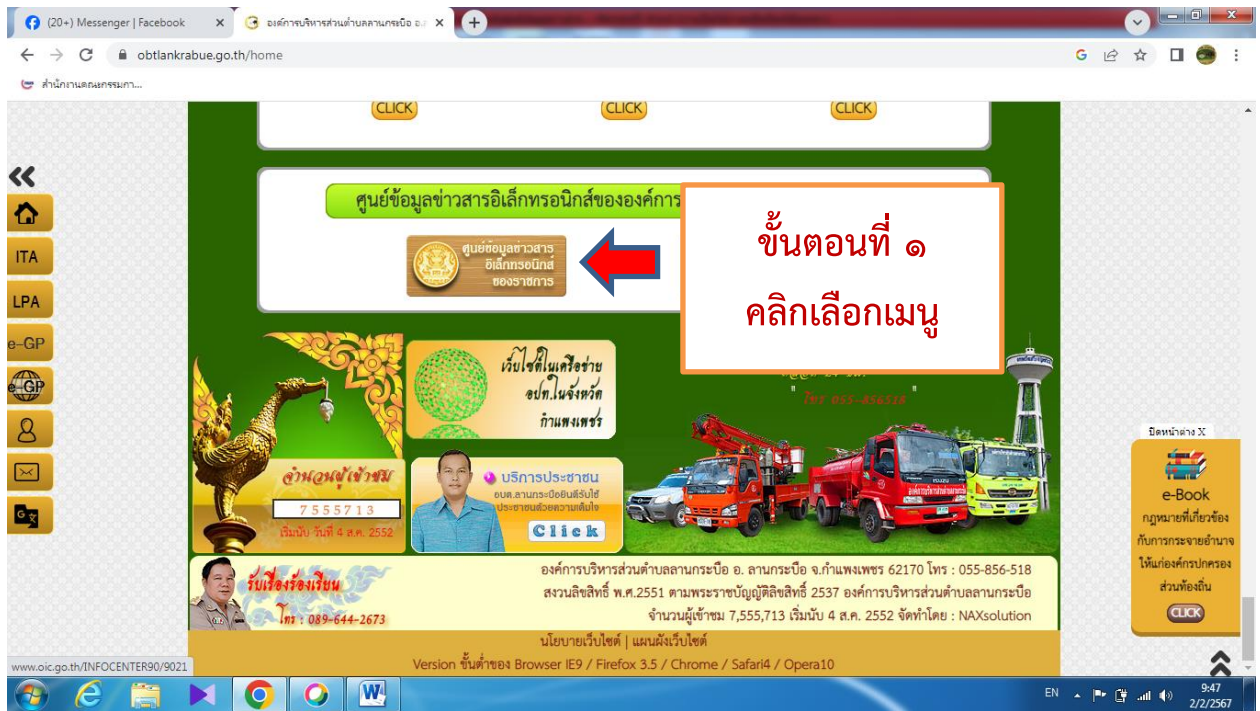 (20+) Messenger | Facebook
องค์การบริหารส่วนตำบลลานกระบือ อ.ล
obtlankrabue.go.th/home
สำนักงานคณะกรรมกา...
CLICK CLICK CLICK
ศูนย์ข้อมูลข่าวสารอิเล็กทรอนิกส์ขององค์การ
ศูนย์ข้อมูลข่าวสาร
อิเล็กทรอนิกส์
ของราชการ
ขั้นตอนที่ ๑
คลิกเลือกเมนู
ITA
LPA
e-GP
e-GP
เว็บไซต์ในเครือข่าย
อปท.ในจังหวัด
กำแพงเพชร
" โทร 055-856518 "
จำนวนผู้เข้าชม
7555713
เริ่มนับ วันที่ 4 ส.ค. 2552
บริการประชาชน
อบต.ลานกระบือยินดีรับใช้
ประชาชนด้วยความเต็มใจ
Click
ปิดหน้าต่าง X
e-Book
กฎหมายที่เกี่ยวข้อง
กับการกระจายอำนาจ
ให้แก่องค์กรปกครอง
ส่วนท้องถิ่น
CLICK
รับเรื่องร้องเรียน
โทร : 089-644-2673
องค์การบริหารส่วนตำบลลานกระบือ อ. ลานกระบือ จ.กำแพงเพชร 62170 โทร : 055-856-518
สงวนลิขสิทธิ์ พ.ศ.2551 ตามพระราชบัญญัติลิขสิทธิ์ 2537 องค์การบริหารส่วนตำบลลานกระบือ
จำนวนผู้เข้าชม 7,555,713 เริ่มนับ 4 ส.ค. 2552 จัดทำโดย : NAXsolution
นโยบายเว็บไซต์ | แผนผังเว็บไซต์
Version ขั้นต่ำของ Browser IE9 / Firefox 3.5 / Chrome / Safari4 / Opera10
www.oic.go.th/INFOCENTER90/9021
EN
9:47
2/2/2567